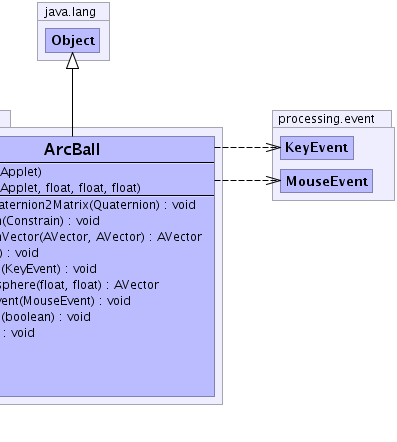 java.lang
Object
processing.event
KeyEvent
MouseEvent
ArcBall
Applet)
Applet, float, float, float)
aternion2Matrix(Quaternion) : void
(Constrain) : void
Vector(AVector, AVector) : AVector
) : void
(KeyEvent) : void
sphere(float, float) : AVector
vent(MouseEvent) : void
(boolean) : void
: void